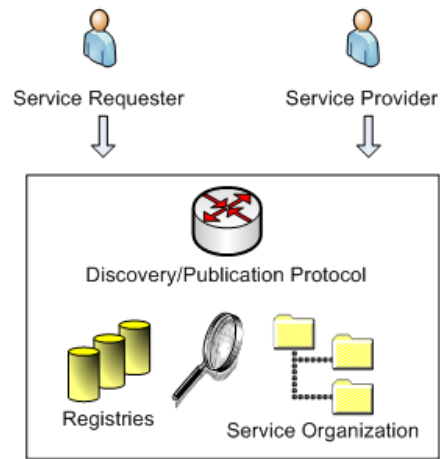 Service Requester
Service Provider
Discovery/Publication Protocol
Registries
Service Organization